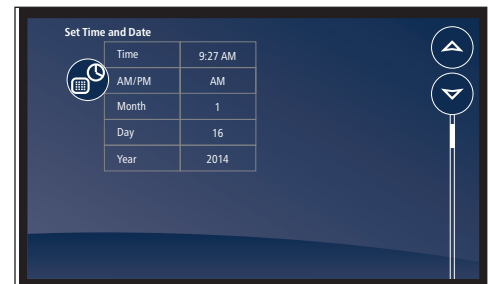 Set Time and Date
Time 9:27 AM
AM/PM AM
Month 1
Day 16
Year 2014